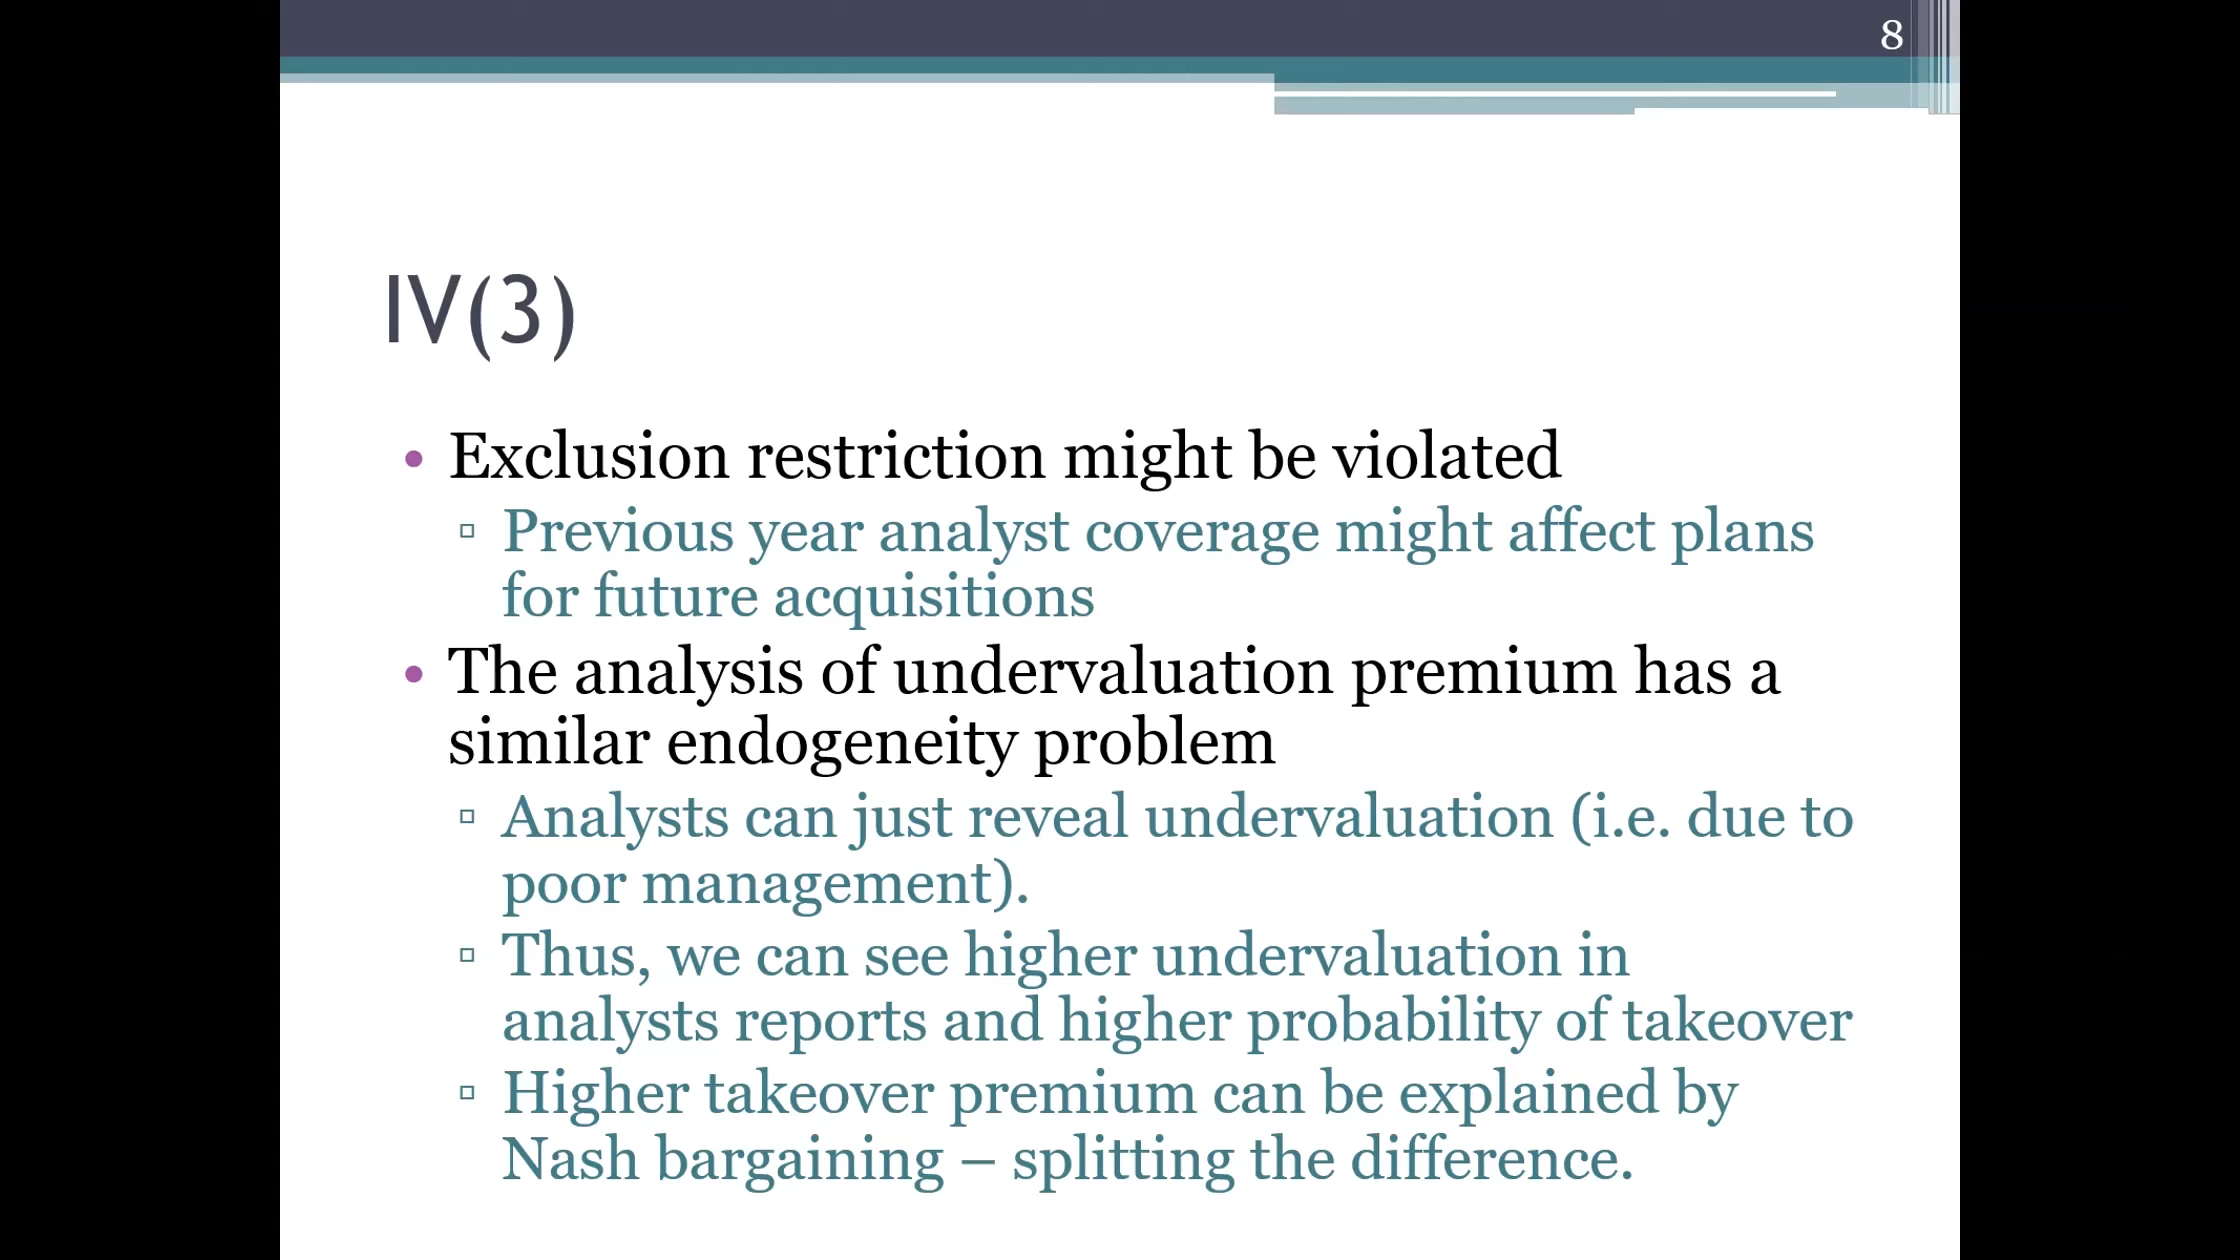 8
IV(3)
• Exclusion restriction might be violated
▫ Previous year analyst coverage might affect plans
for future acquisitions
• The analysis of undervaluation premium has a
similar endogeneity problem
▫ Analysts can just reveal undervaluation (i.e. due to
poor management).
▫ Thus, we can see higher undervaluation in
analysts reports and higher probability of takeover
▫ Higher takeover premium can be explained by
Nash bargaining – splitting the difference.